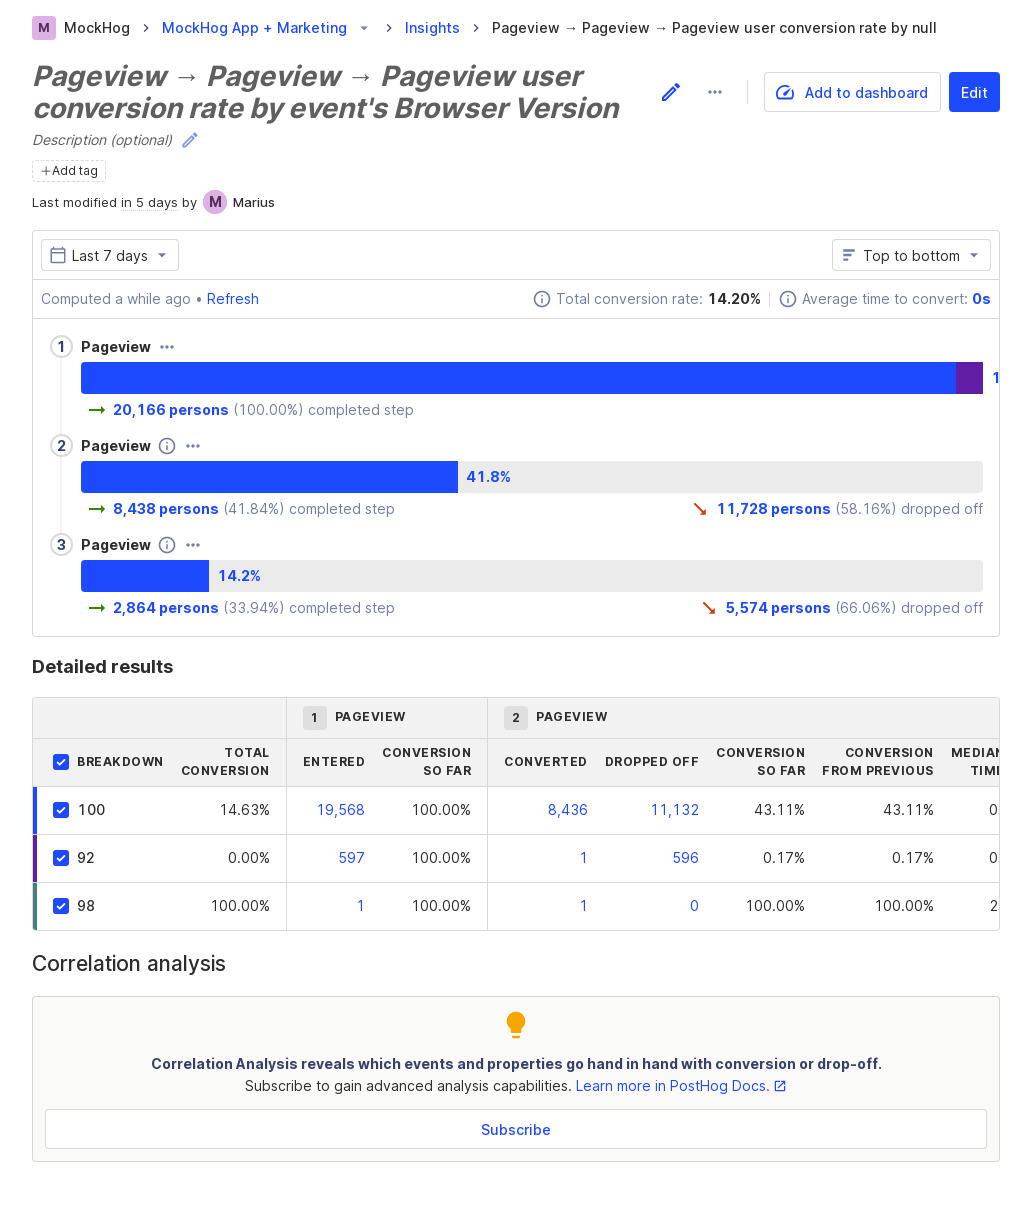 M MockHog > MockHog App + Marketing > Insights > Pageview → Pageview → Pageview user conversion rate by null
Pageview → Pageview → Pageview user
conversion rate by event's Browser Version
Add to dashboard
Edit
Description (optional)
+Add tag
Last modified in 5 days by M Marius
Last 7 days
Top to bottom
Computed a while ago • Refresh
Total conversion rate: 14.20%
Average time to convert: 0s
1 Pageview
20,166 persons (100.00%) completed step
2 Pageview
41.8%
8,438 persons (41.84%) completed step
11,728 persons (58.16%) dropped off
3 Pageview
14.2%
2,864 persons (33.94%) completed step
5,574 persons (66.06%) dropped off
Detailed results
1 PAGEVIEW
2 PAGEVIEW
BREAKDOWN
TOTAL
CONVERSION
ENTERED
CONVERSION
SO FAR
CONVERTED
DROPPED OFF
CONVERSION
SO FAR
CONVERSION
FROM PREVIOUS
MEDIAN
TIM
100 14.63% 19,568 100.00% 8,436 11,132 43.11% 43.11% 0
92 0.00% 597 100.00% 1 596 0.17% 0.17% 0
98 100.00% 1 100.00% 1 0 100.00% 100.00% 2
Correlation analysis
Correlation Analysis reveals which events and properties go hand in hand with conversion or drop-off.
Subscribe to gain advanced analysis capabilities. Learn more in PostHog Docs.
Subscribe